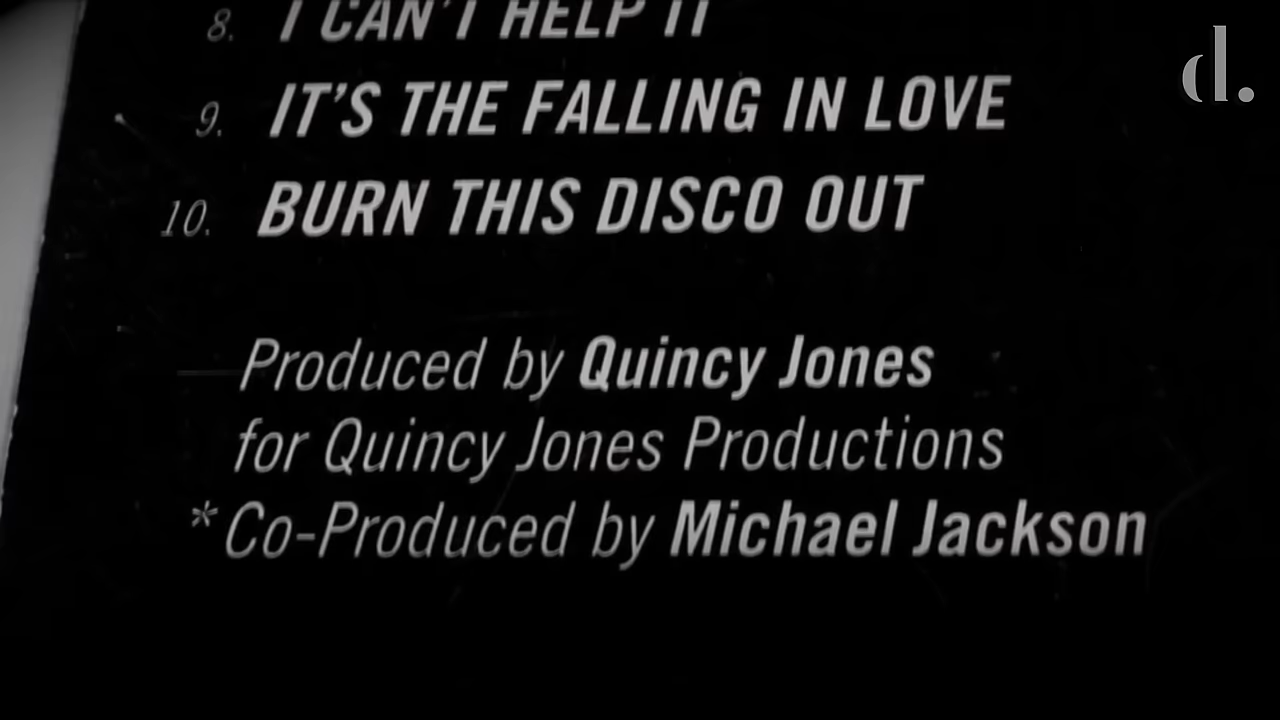 8. I CAN'T HELP IT
9. IT'S THE FALLING IN LOVE
10. BURN THIS DISCO OUT
Produced by Quincy Jones
for Quincy Jones Productions
* Co-Produced by Michael Jackson
d.